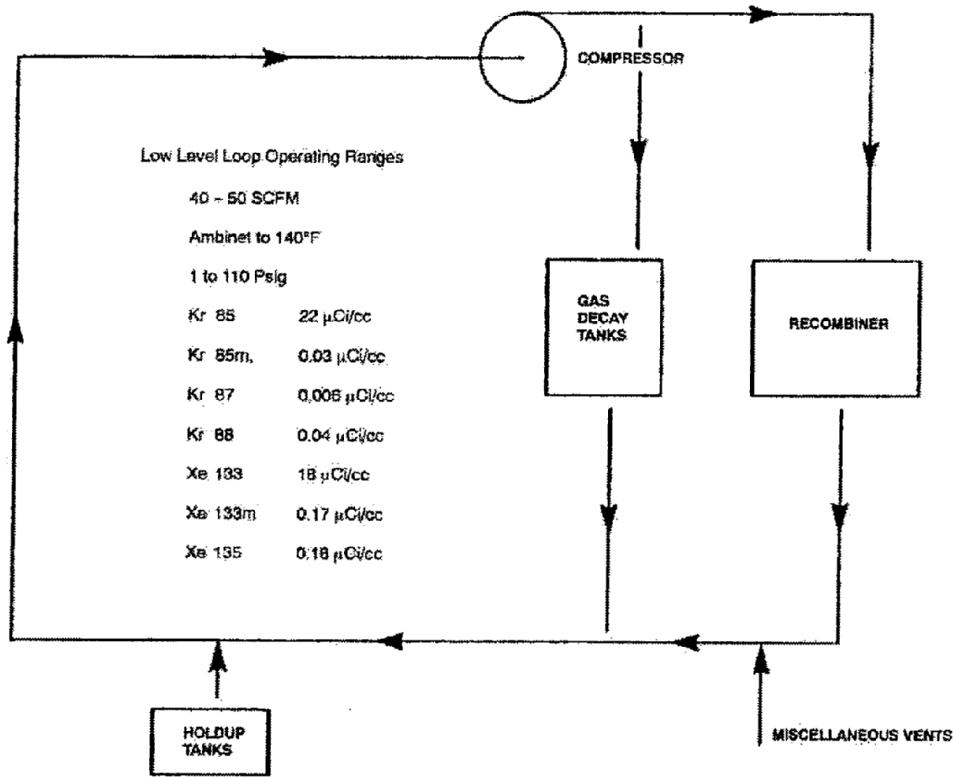 COMPRESSOR
Low Level Loop Operating Ranges
40 – 50 SCFM
Ambinet to 140°F
1 to 110 Psig
Kr 85 22 µCi/cc
Kr 85m, 0.03 µCi/cc
Kr 87 0.006 µCi/cc
Kr 88 0.04 µCi/cc
Xe 133 18 µCi/cc
Xe 133m 0.17 µCi/cc
Xe 135 0.18 µCi/cc
GAS
DECAY
TANKS
RECOMBINER
HOLDUP
TANKS
MISCELLANEOUS VENTS